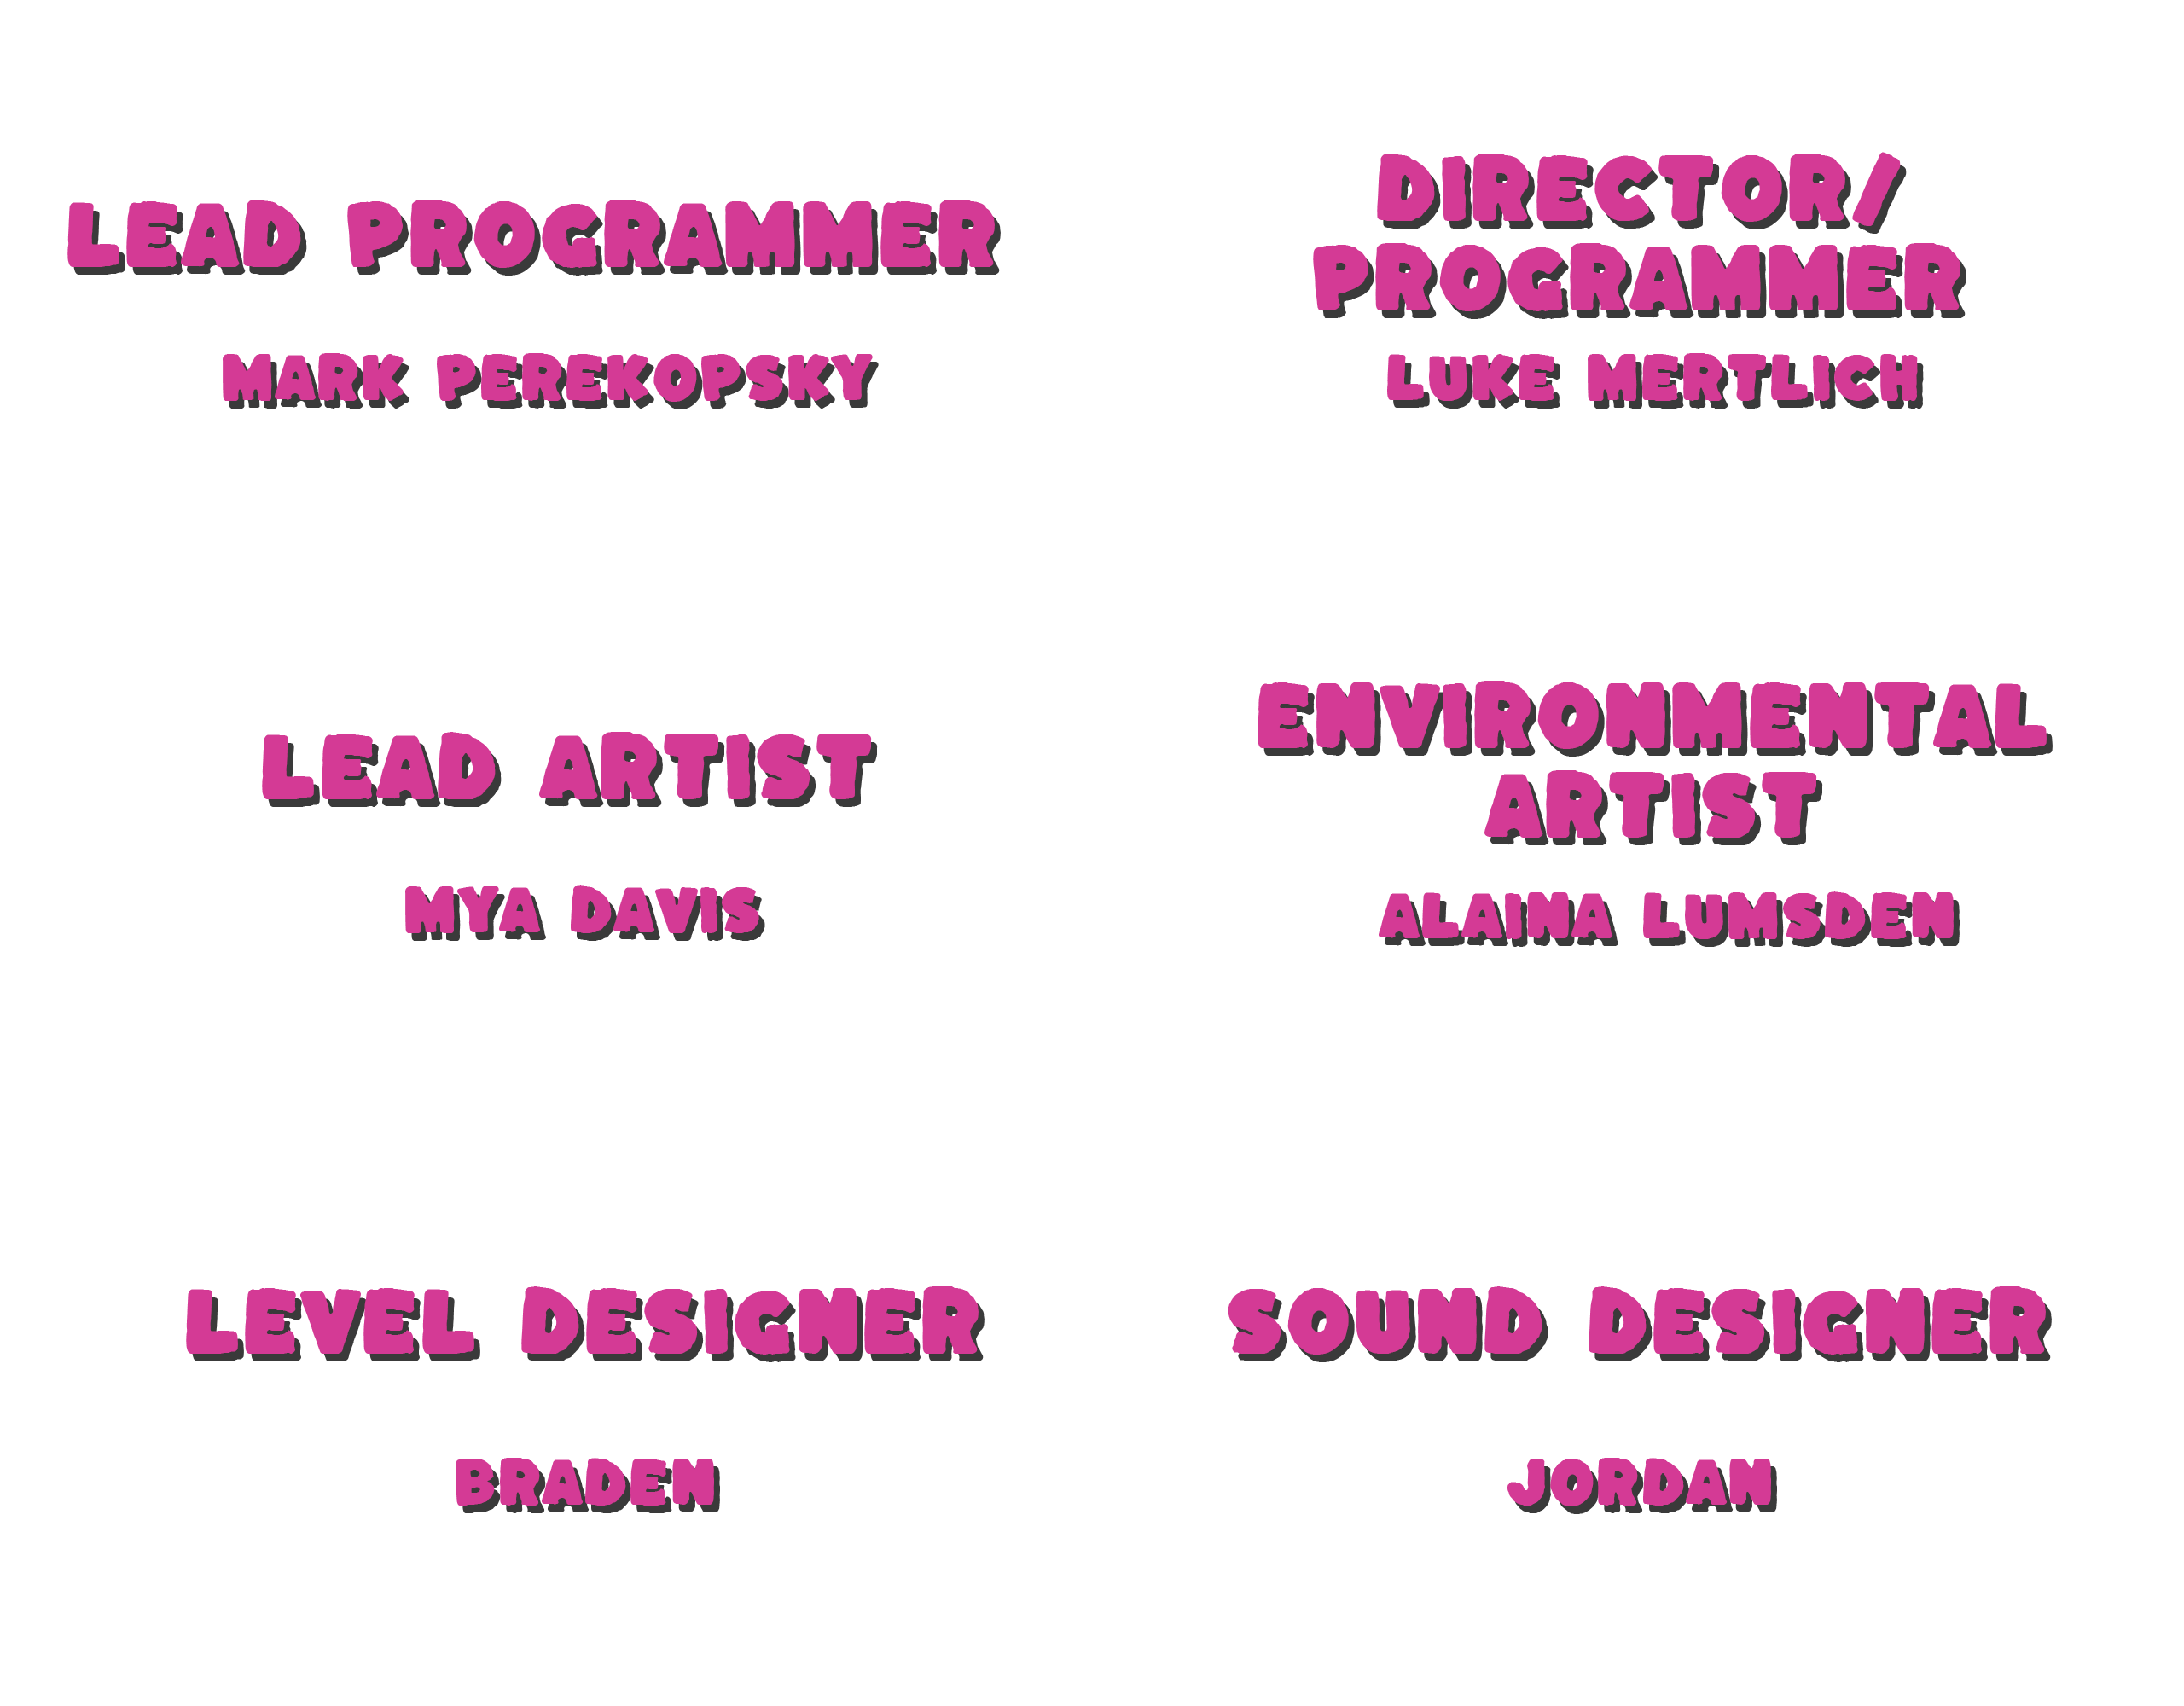 LEAD PROGRAMMER
MARK PEREKOPSKY
DIRECTOR/
PROGRAMMER
LUKE MERTLICH
LEAD ARTIST
MYA DAVIS
ENVIRONMENTAL
ARTIST
ALAINA LUMSDEN
LEVEL DESIGNER
BRADEN
SOUND DESIGNER
JORDAN